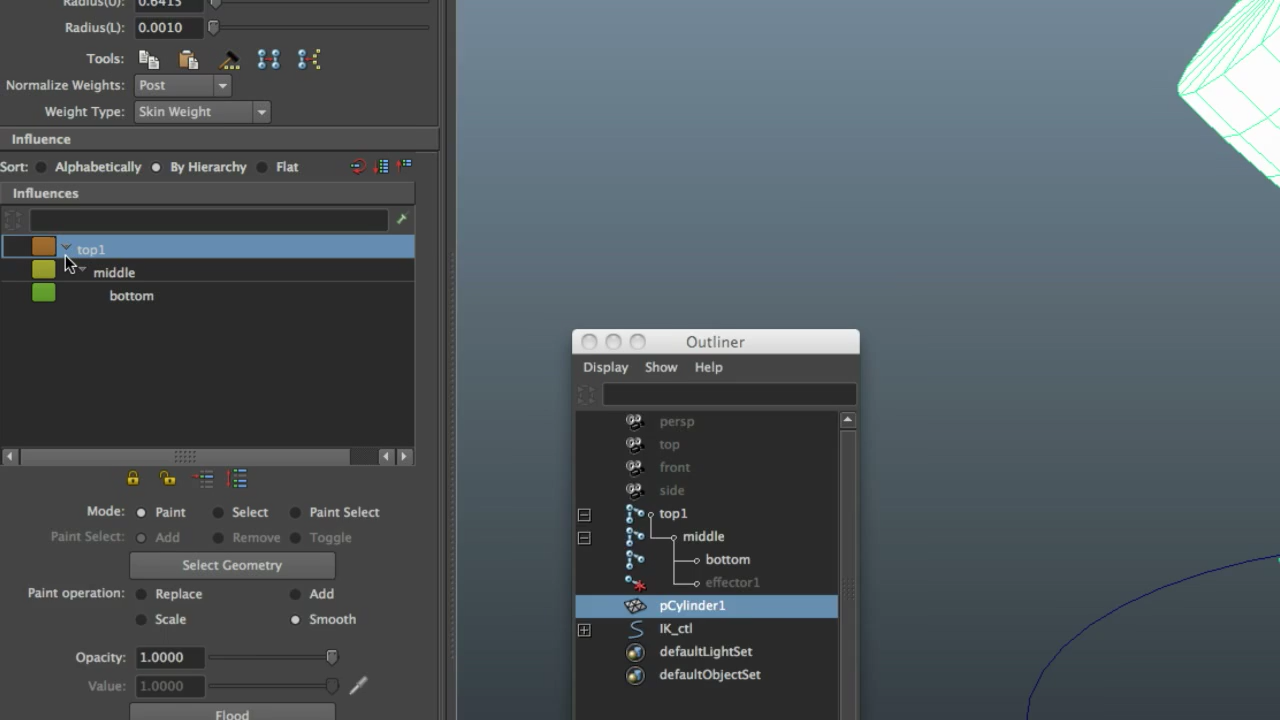 Radius(U): 0.6415
Radius(L): 0.0010
Tools:
Normalize Weights: Post
Weight Type: Skin Weight
Influence
Sort: Alphabetically By Hierarchy Flat
Influences
top1
middle
bottom
Mode: Paint Select Paint Select
Paint Select: Add Remove Toggle
Select Geometry
Paint operation: Replace Add
Scale Smooth
Opacity: 1.0000
Value: 1.0000
Flood
Outliner
Display Show Help
persp
top
front
side
top1
middle
bottom
effector1
pCylinder1
IK_ctl
defaultLightSet
defaultObjectSet